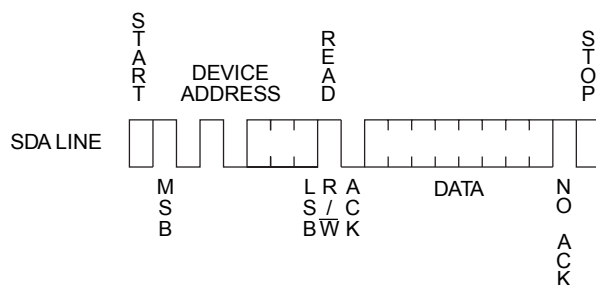 START
READ
STOP
DEVICE
ADDRESS
SDA LINE
MSB
LSB
R/W̅
ACK
DATA
NO ACK